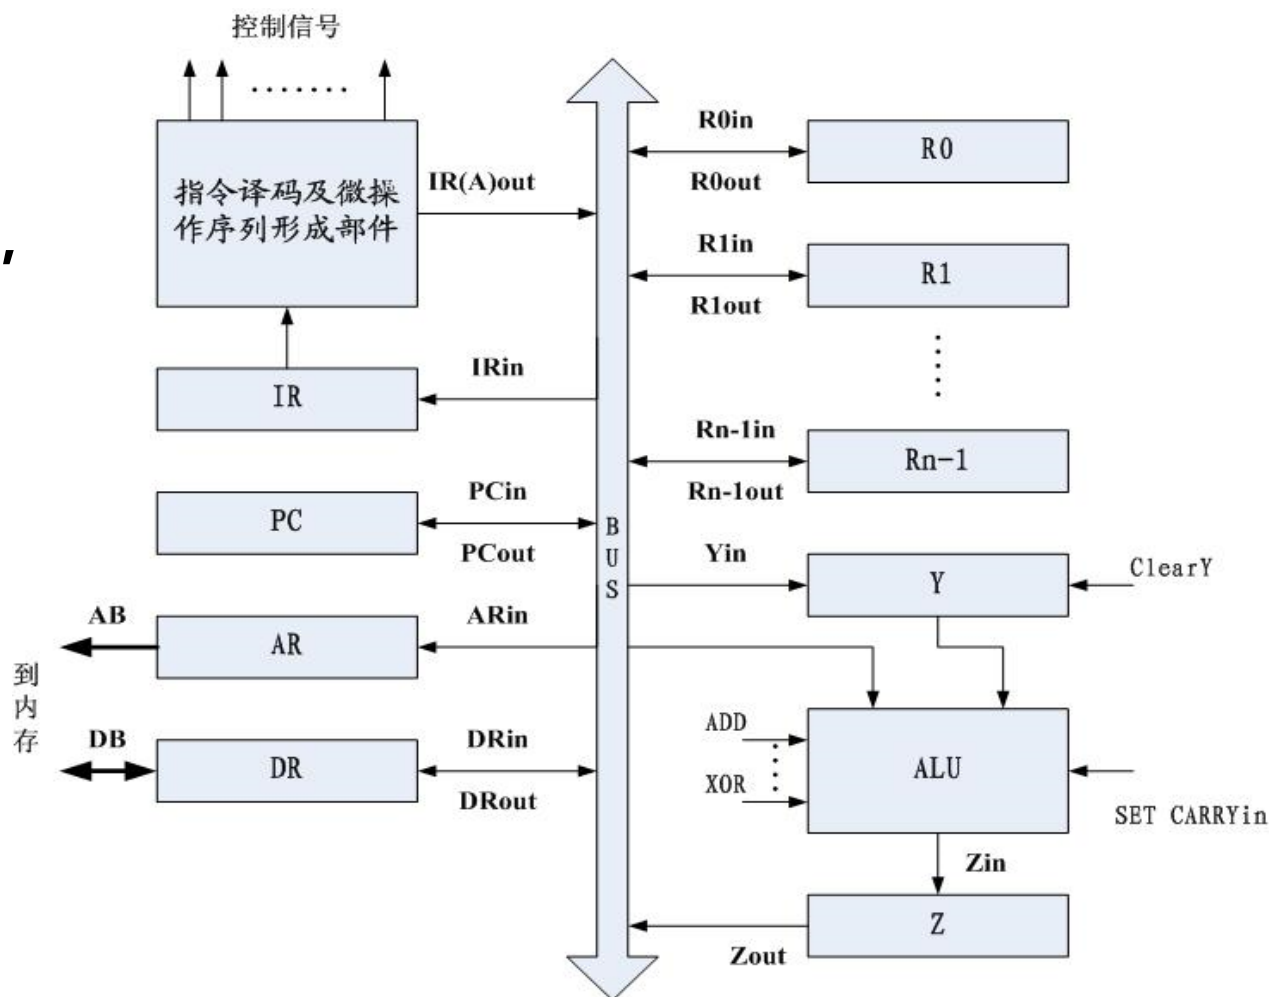 控制信号
.......
指令译码及微操
作序列形成部件
IR(A)out
IR
IRin
PC
PCin
PCout
AB
AR
ARin
到
内
存
DB
DR
DRin
DRout
B
U
S
R0in
R0out
R0
R1in
R1out
R1
Rn-1in
Rn-1out
Rn-1
Yin
Y
ClearY
ADD
XOR
ALU
SET CARRYin
Zin
Z
Zout
,